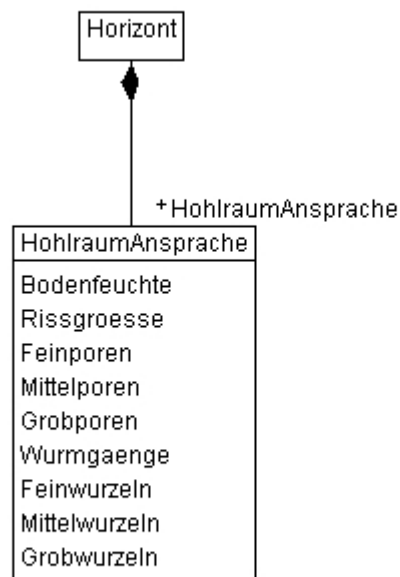 Horizont
+HohlraumAnsprache
HohlraumAnsprache
Bodenfeuchte
Rissgroesse
Feinporen
Mittelporen
Grobporen
Wurmgaenge
Feinwurzeln
Mittelwurzeln
Grobwurzeln